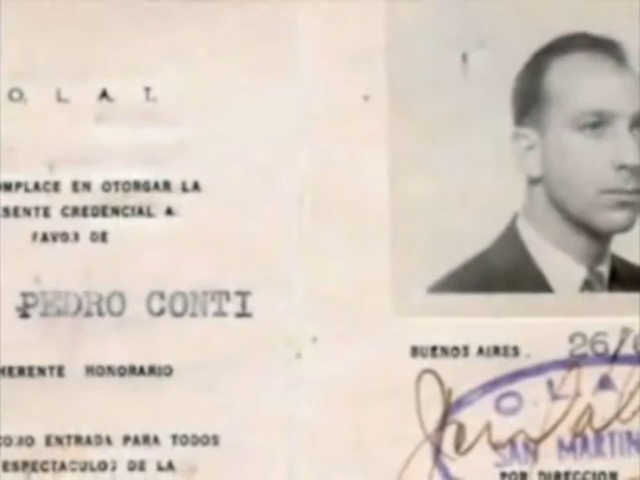 O. L. A. T.
OMPLACE EN OTORGAR LA
ESENTE CREDENCIAL A
FAVOR DE
PEDRO CONTI
HERENTE HONORARIO
ENTRADA PARA TODOS
ESPECTACULOS DE LA
BUENOS AIRES. 26/
O L A
SAN MARTIN
POR DIRECCION